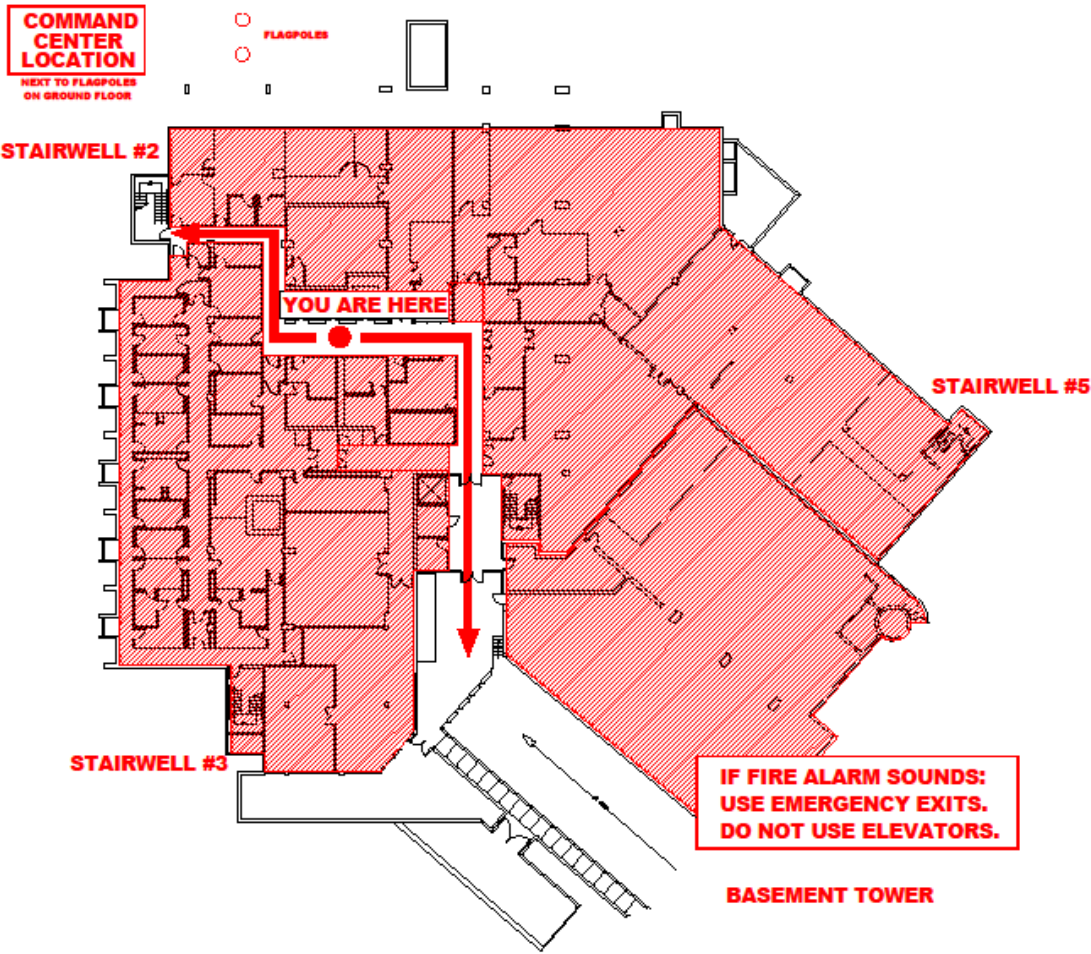 COMMAND
CENTER
LOCATION
NEXT TO FLAGPOLES
ON GROUND FLOOR
FLAGPOLES
STAIRWELL #2
YOU ARE HERE
STAIRWELL #5
STAIRWELL #3
IF FIRE ALARM SOUNDS:
USE EMERGENCY EXITS.
DO NOT USE ELEVATORS.
BASEMENT TOWER